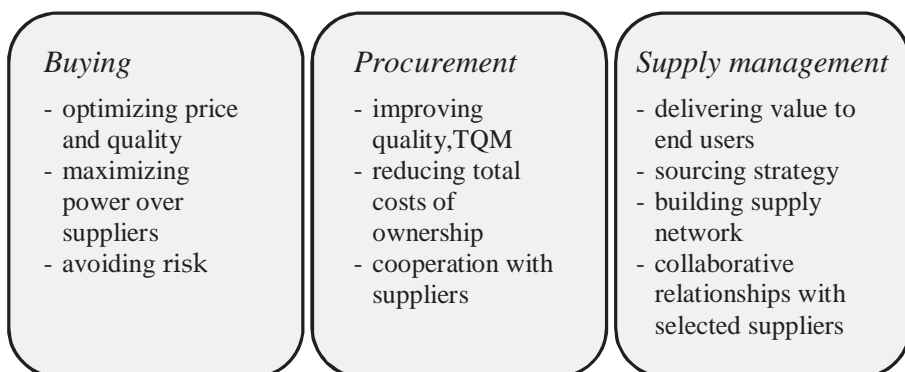 Buying
- optimizing price
and quality
- maximizing
power over
suppliers
- avoiding risk
Procurement
- improving
quality,TQM
- reducing total
costs of
ownership
- cooperation with
suppliers
Supply management
- delivering value to
end users
- sourcing strategy
- building supply
network
- collaborative
relationships with
selected suppliers